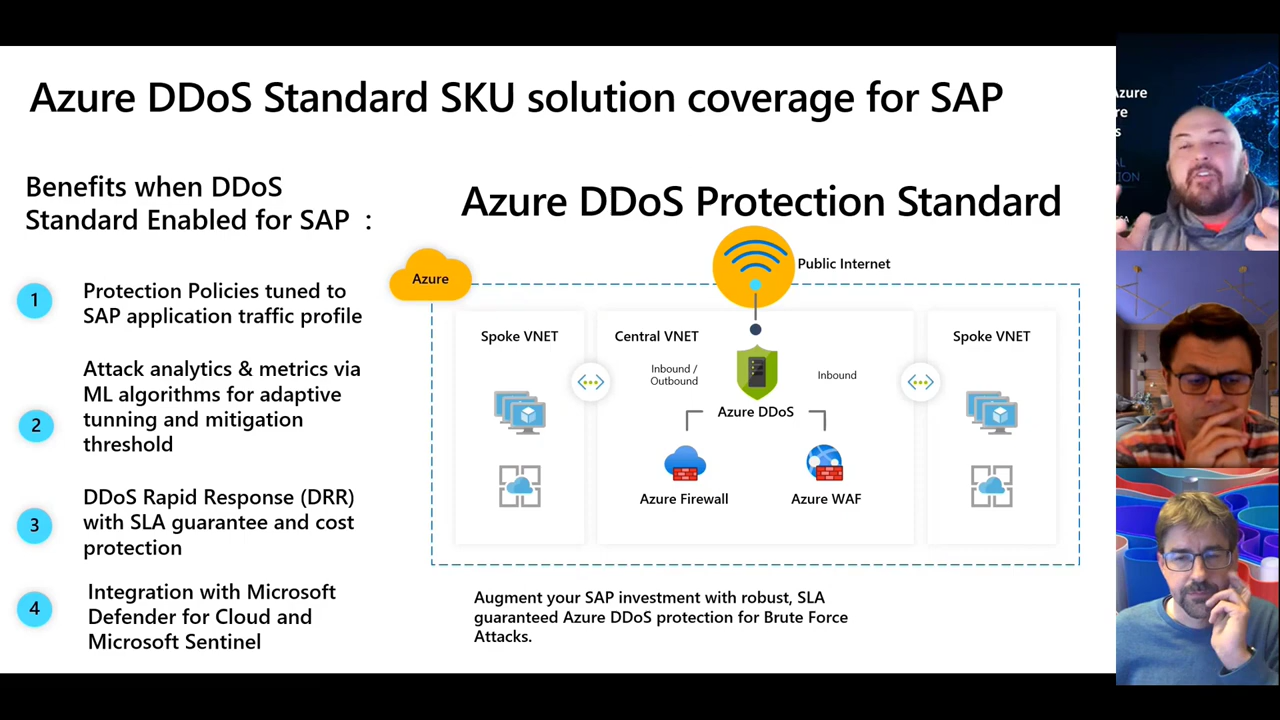 Azure DDoS Standard SKU solution coverage for SAP
Benefits when DDoS
Standard Enabled for SAP :
1
Protection Policies tuned to
SAP application traffic profile
2
Attack analytics & metrics via
ML algorithms for adaptive
tunning and mitigation
threshold
3
DDoS Rapid Response (DRR)
with SLA guarantee and cost
protection
4
Integration with Microsoft
Defender for Cloud and
Microsoft Sentinel
Azure DDoS Protection Standard
Azure
Public Internet
Spoke VNET
Central VNET
Spoke VNET
Inbound /
Outbound
Inbound
Azure DDoS
Azure Firewall
Azure WAF
Augment your SAP investment with robust, SLA
guaranteed Azure DDoS protection for Brute Force
Attacks.